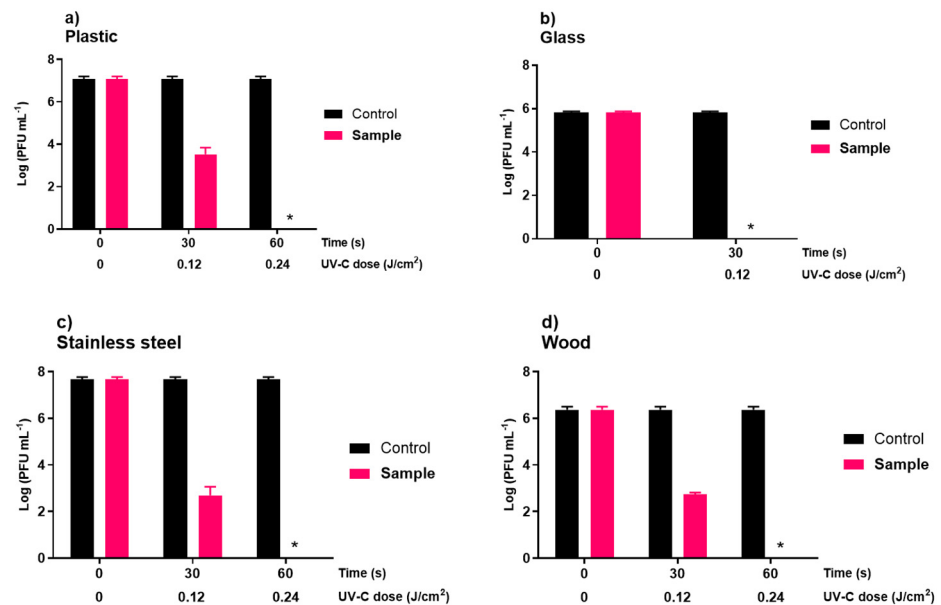 a)
Plastic
8
6
4
2
0
Log (PFU mL⁻¹)
Control
Sample
*
0 30 60 Time (s)
0 0.12 0.24 UV-C dose (J/cm²)
b)
Glass
8
6
4
2
0
Log (PFU mL⁻¹)
Control
Sample
*
0 30 Time (s)
0 0.12 UV-C dose (J/cm²)
c)
Stainless steel
8
6
4
2
0
Log (PFU mL⁻¹)
Control
Sample
*
0 30 60 Time (s)
0 0.12 0.24 UV-C dose (J/cm²)
d)
Wood
8
6
4
2
0
Log (PFU mL⁻¹)
Control
Sample
*
0 30 60 Time (s)
0 0.12 0.24 UV-C dose (J/cm²)